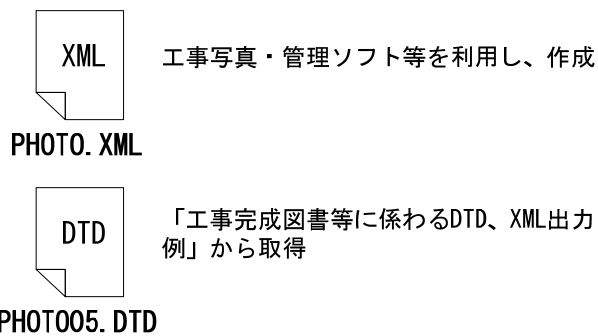 XML
工事写真・管理ソフト等を利用し、作成
PHOTO.XML
DTD
「工事完成図書等に係わるDTD、XML出力
例」から取得
PHOTO05.DTD